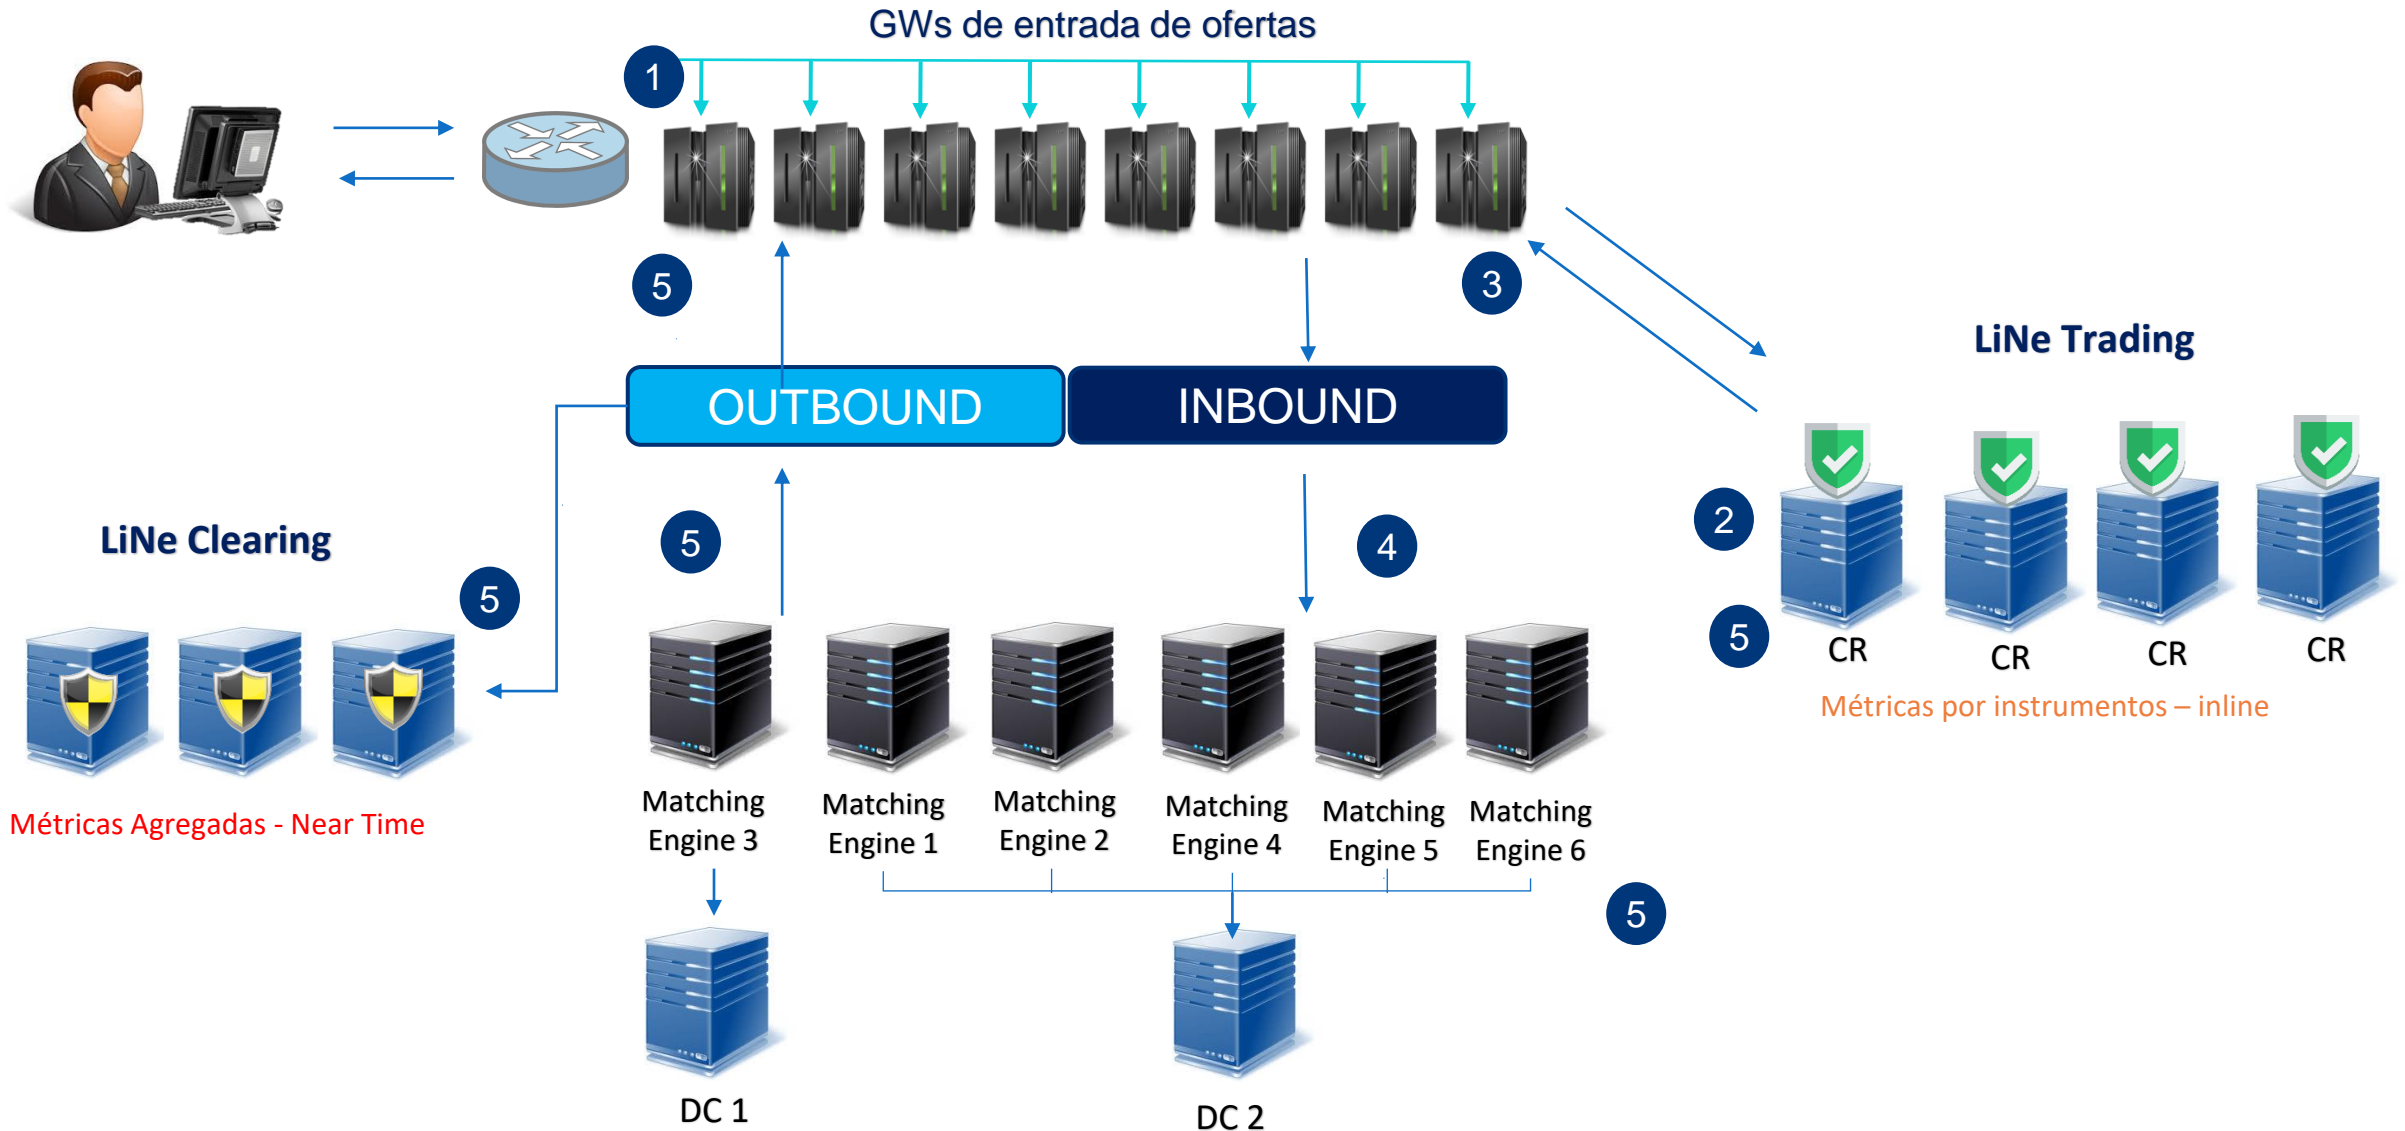 GWs de entrada de ofertas
1
5
3
LiNe Trading
OUTBOUND
INBOUND
2
LiNe Clearing
5
4
5
5
CR
CR
CR
CR
Métricas por instrumentos – inline
Métricas Agregadas - Near Time
Matching
Engine 3
Matching
Engine 1
Matching
Engine 2
Matching
Engine 4
Matching
Engine 5
Matching
Engine 6
5
DC 1
DC 2